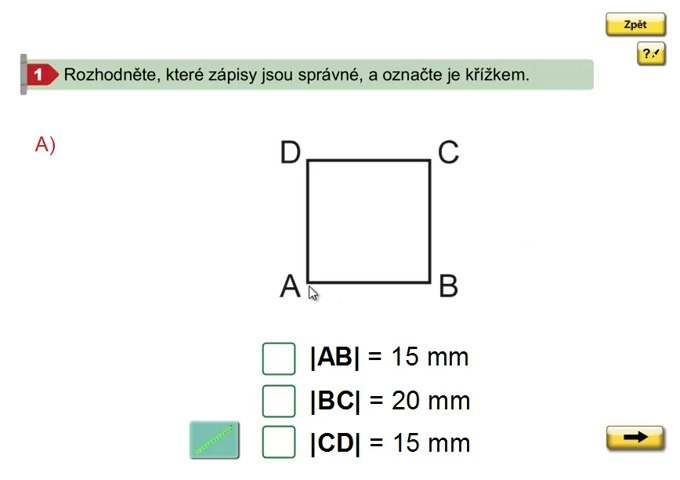 Zpět
?
1 Rozhodněte, které zápisy jsou správné, a označte je křížkem.
A)
D C
A B
|AB| = 15 mm
|BC| = 20 mm
|CD| = 15 mm